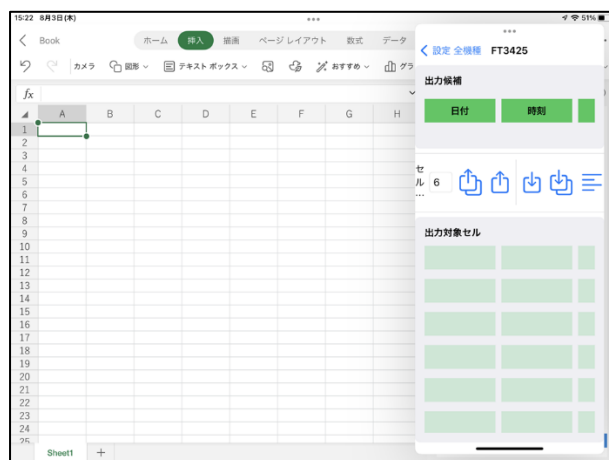 15:22 8月3日(木)
51%
Book
ホーム 挿入 描画 ページ レイアウト 数式 データ
カメラ 図形 テキスト ボックス おすすめ グラ
fx
A B C D E F G H
1
2
3
4
5
6
7
8
9
10
11
12
13
14
15
16
17
18
19
20
21
22
23
24
25
Sheet1
設定 全機種 FT3425
出力候補
日付 時刻
セル… 6
出力対象セル